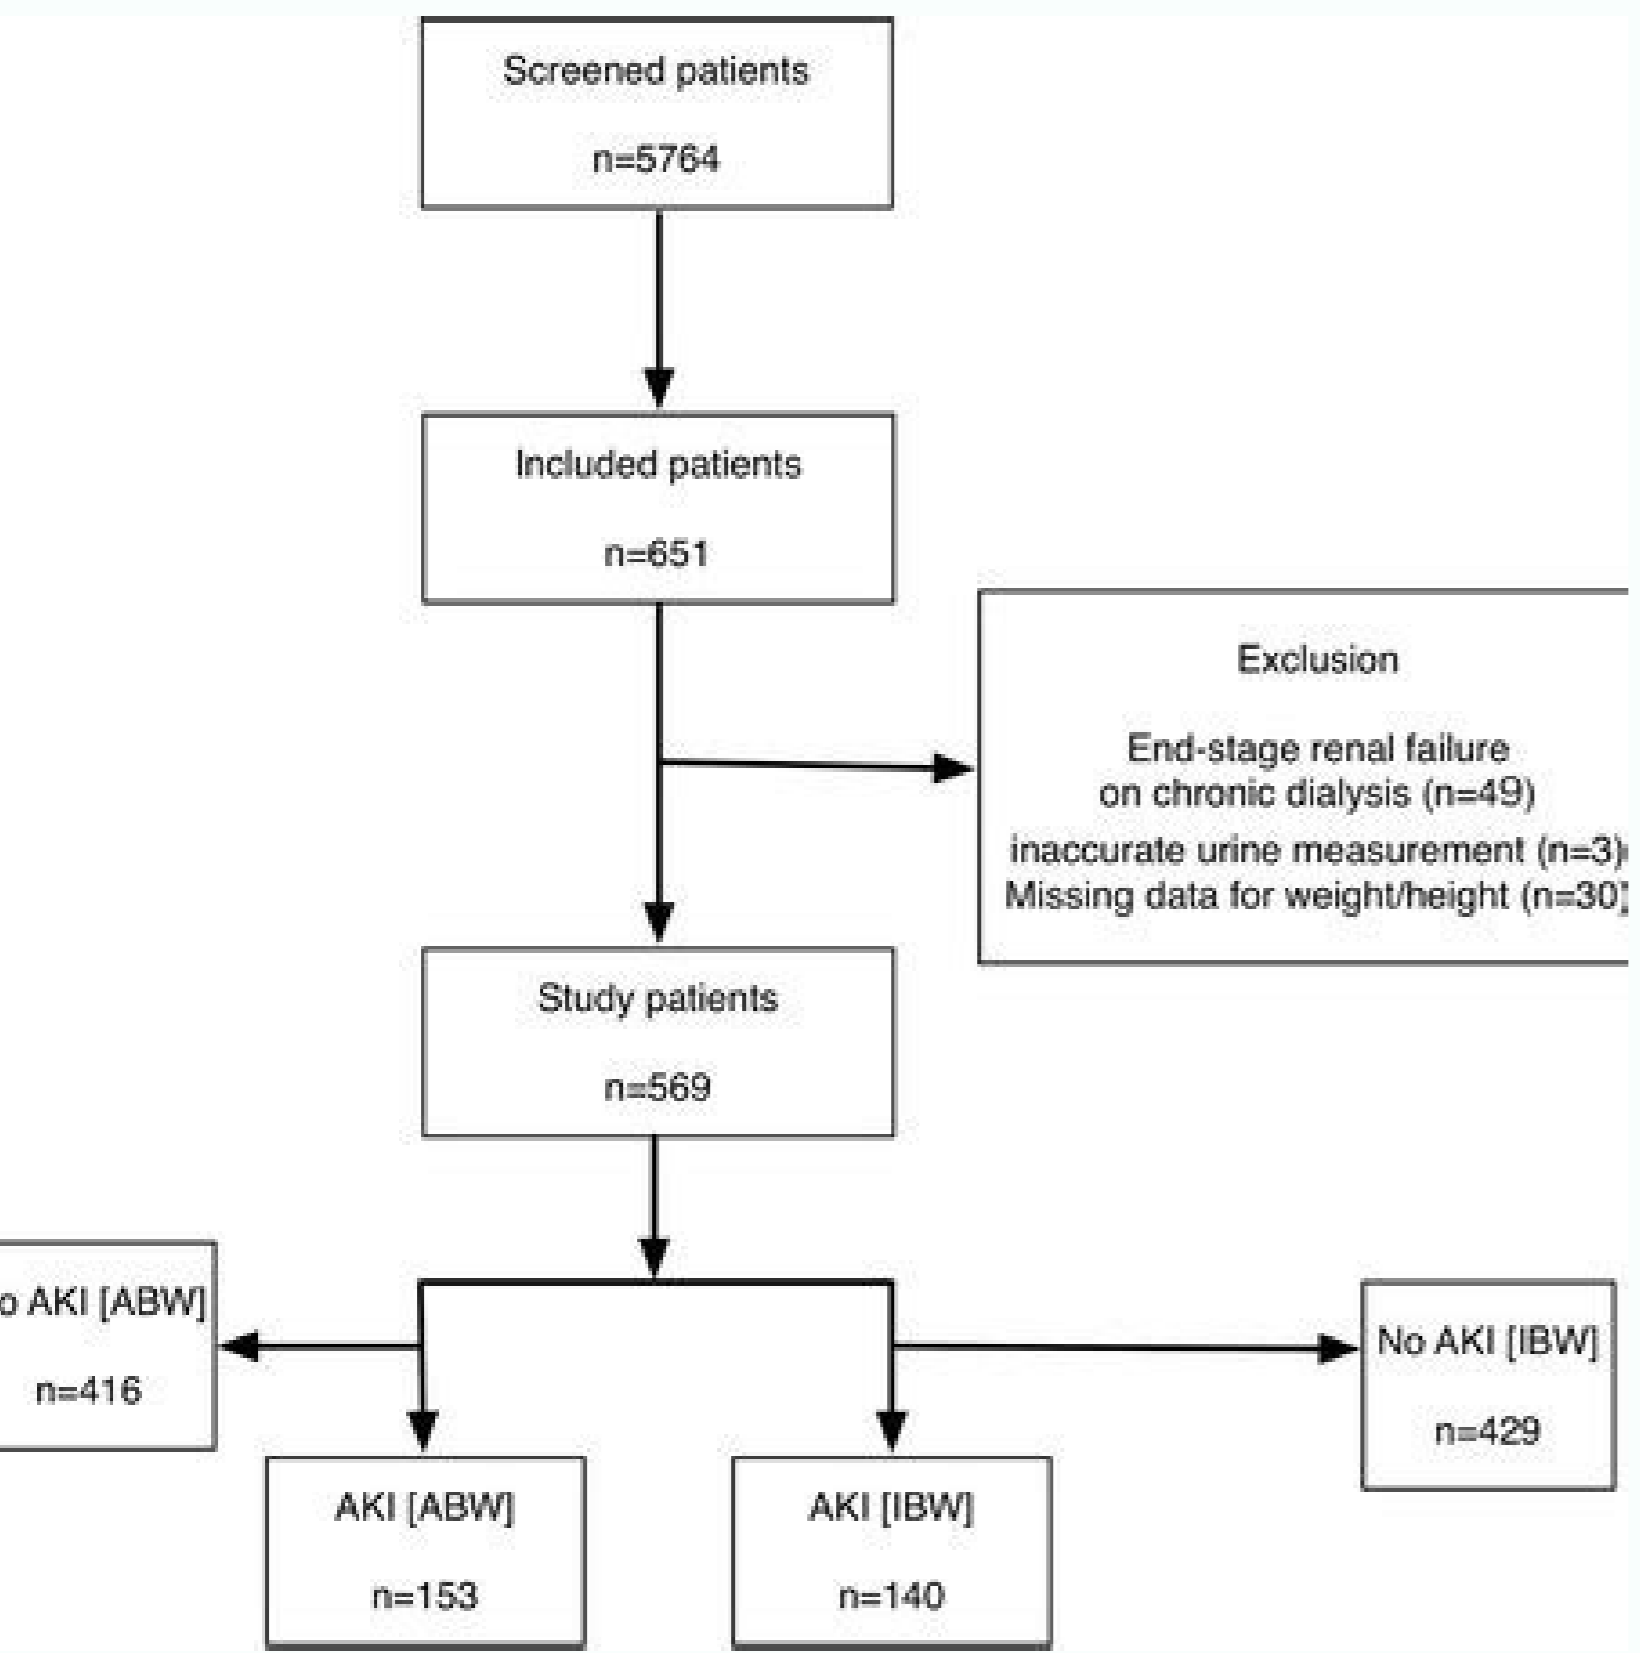 Screened patients
n=5764
Included patients
n=651
Exclusion
End-stage renal failure
on chronic dialysis (n=49)
inaccurate urine measurement (n=3)
Missing data for weight/height (n=30)
Study patients
n=569
o AKI [ABW]
n=416
No AKI [IBW]
n=429
AKI [ABW]
n=153
AKI [IBW]
n=140